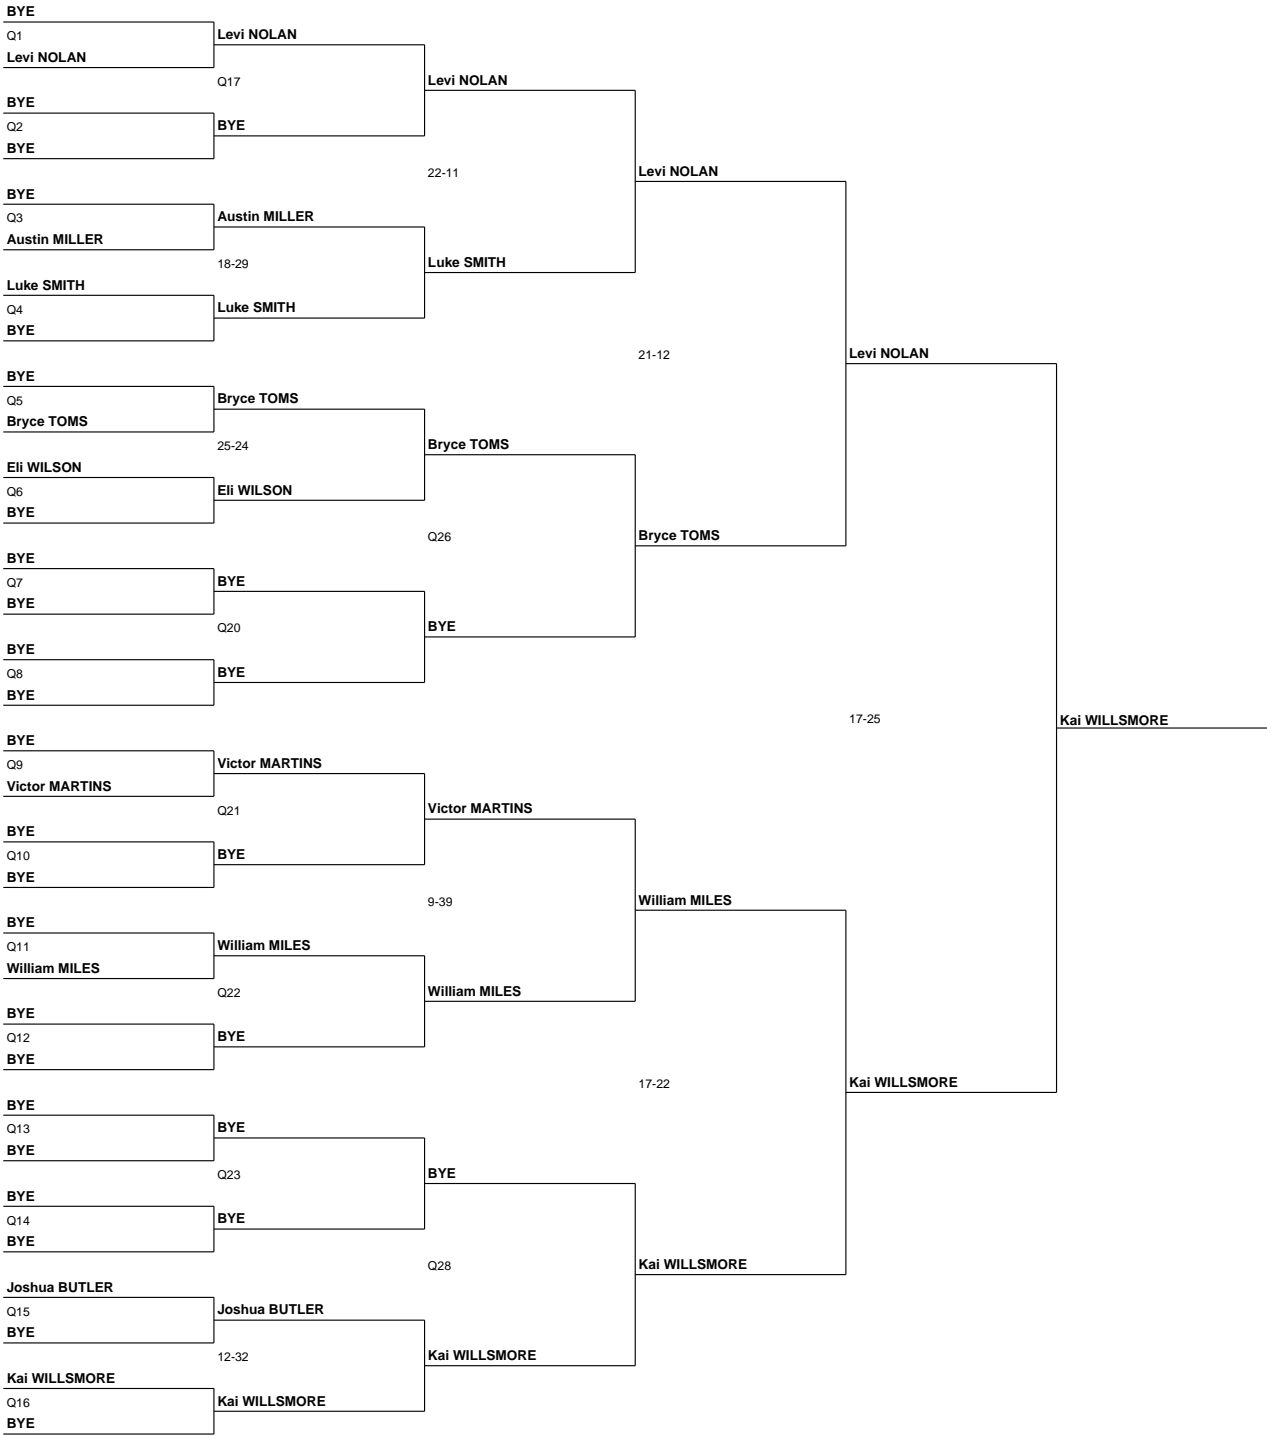 BYE
Q1
Levi NOLAN
BYE
Q2
BYE
BYE
Q3
Austin MILLER
Luke SMITH
Q4
BYE
BYE
Q5
Bryce TOMS
Eli WILSON
Q6
BYE
BYE
Q7
BYE
BYE
Q8
BYE
BYE
Q9
Victor MARTINS
BYE
Q10
BYE
BYE
Q11
William MILES
BYE
Q12
BYE
BYE
Q13
BYE
BYE
Q14
BYE
Joshua BUTLER
Q15
BYE
Kai WILLSMORE
Q16
BYE
Levi NOLAN
Q17
BYE
Austin MILLER
18-29
Luke SMITH
Bryce TOMS
25-24
Eli WILSON
BYE
Q20
BYE
Victor MARTINS
Q21
BYE
William MILES
Q22
BYE
BYE
Q23
BYE
Joshua BUTLER
12-32
Kai WILLSMORE
Levi NOLAN
22-11
Luke SMITH
Bryce TOMS
Q26
BYE
Victor MARTINS
9-39
William MILES
BYE
Q28
Kai WILLSMORE
Levi NOLAN
21-12
Bryce TOMS
William MILES
17-22
Kai WILLSMORE
Levi NOLAN
17-25
Kai WILLSMORE
Kai WILLSMORE